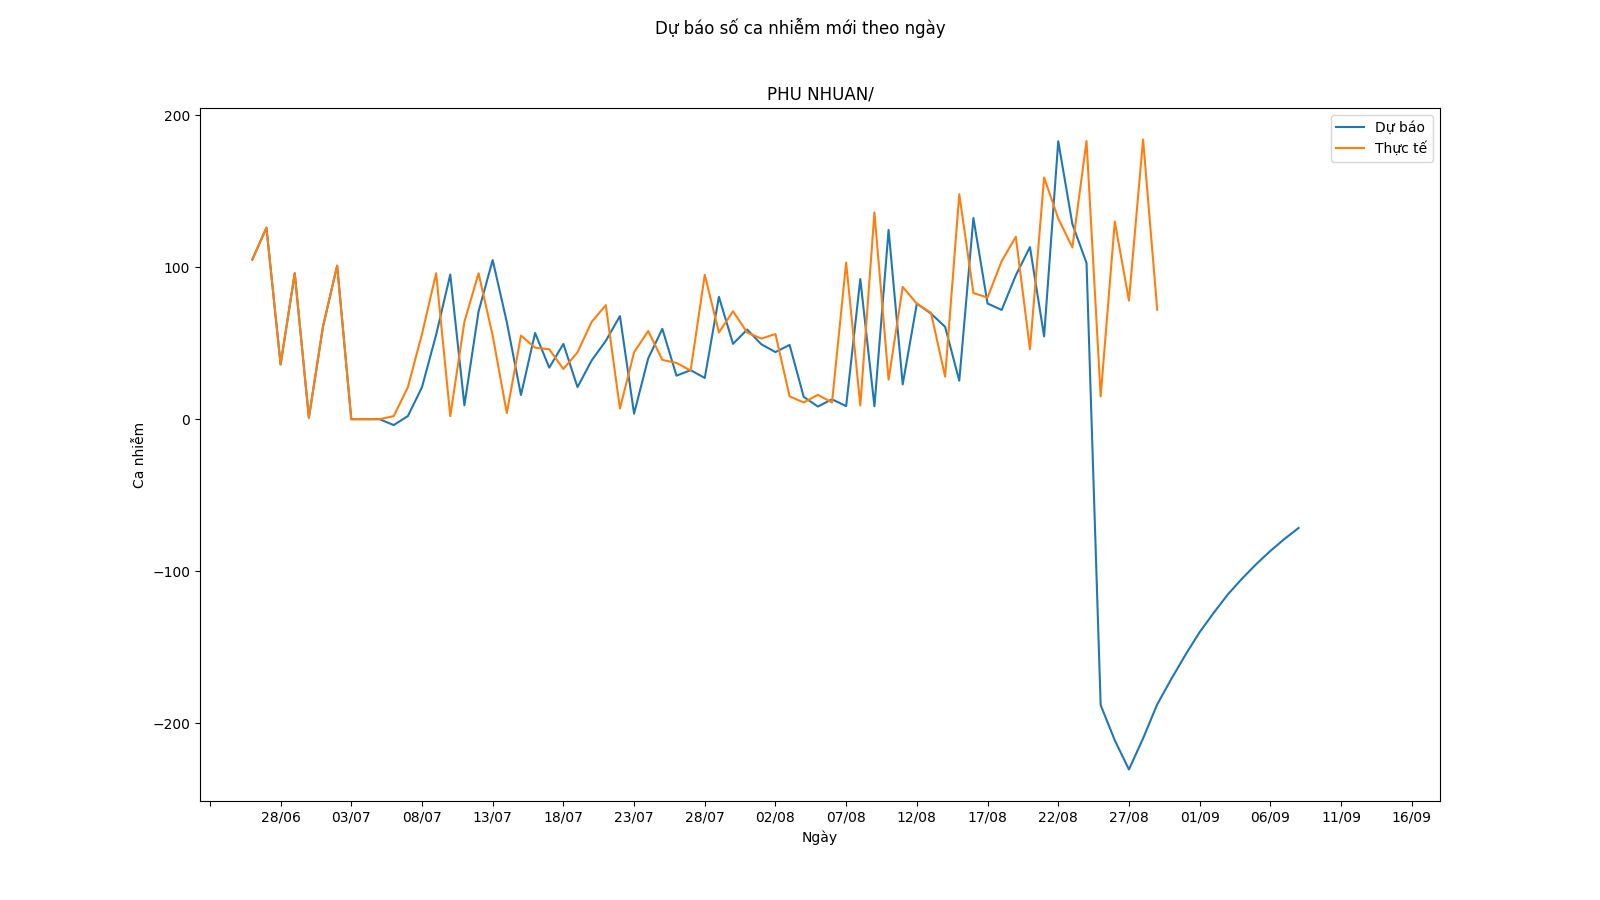 Dự báo số ca nhiễm mới theo ngày
PHU NHUAN/
Dự báo
Thực tế
200
100
0
−100
−200
Ca nhiễm
28/06 03/07 08/07 13/07 18/07 23/07 28/07 02/08 07/08 12/08 17/08 22/08 27/08 01/09 06/09 11/09 16/09
Ngày